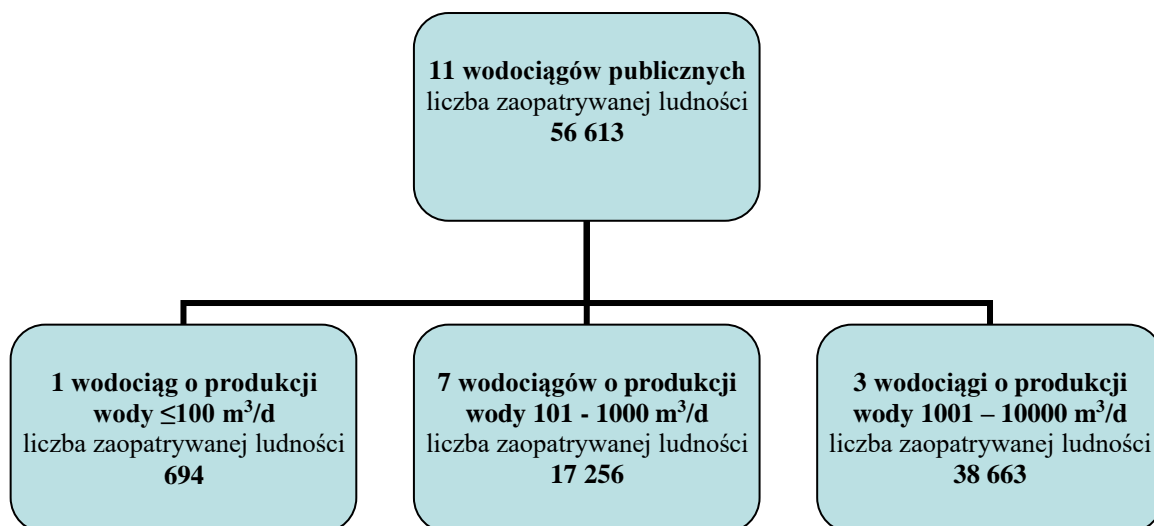 11 wodociągów publicznych
liczba zaopatrywanej ludności
56 613
1 wodociąg o produkcji
wody ≤100 m³/d
liczba zaopatrywanej ludności
694
7 wodociągów o produkcji
wody 101 - 1000 m³/d
liczba zaopatrywanej ludności
17 256
3 wodociągi o produkcji
wody 1001 – 10000 m³/d
liczba zaopatrywanej ludności
38 663